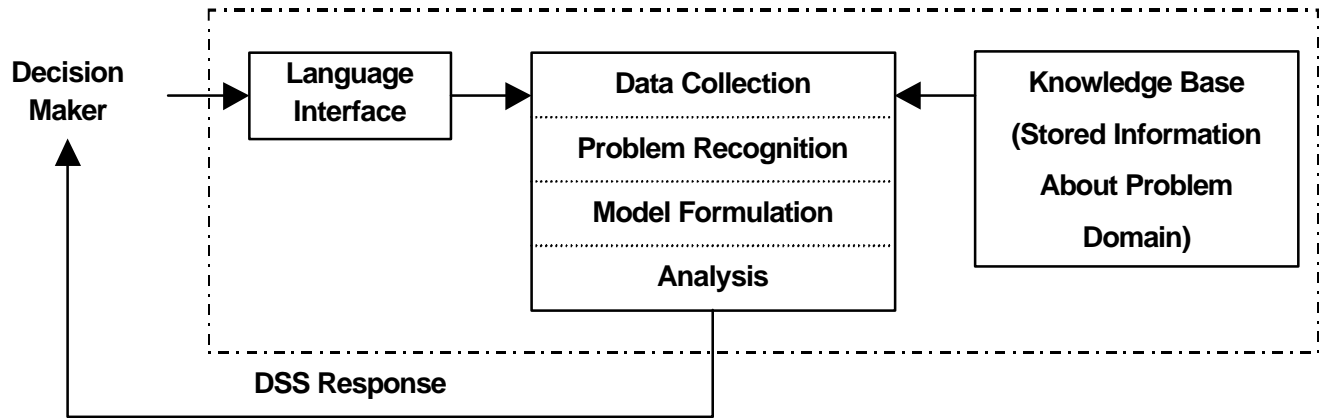 Decision
Maker
Language
Interface
Data Collection
Problem Recognition
Model Formulation
Analysis
Knowledge Base
(Stored Information
About Problem
Domain)
DSS Response